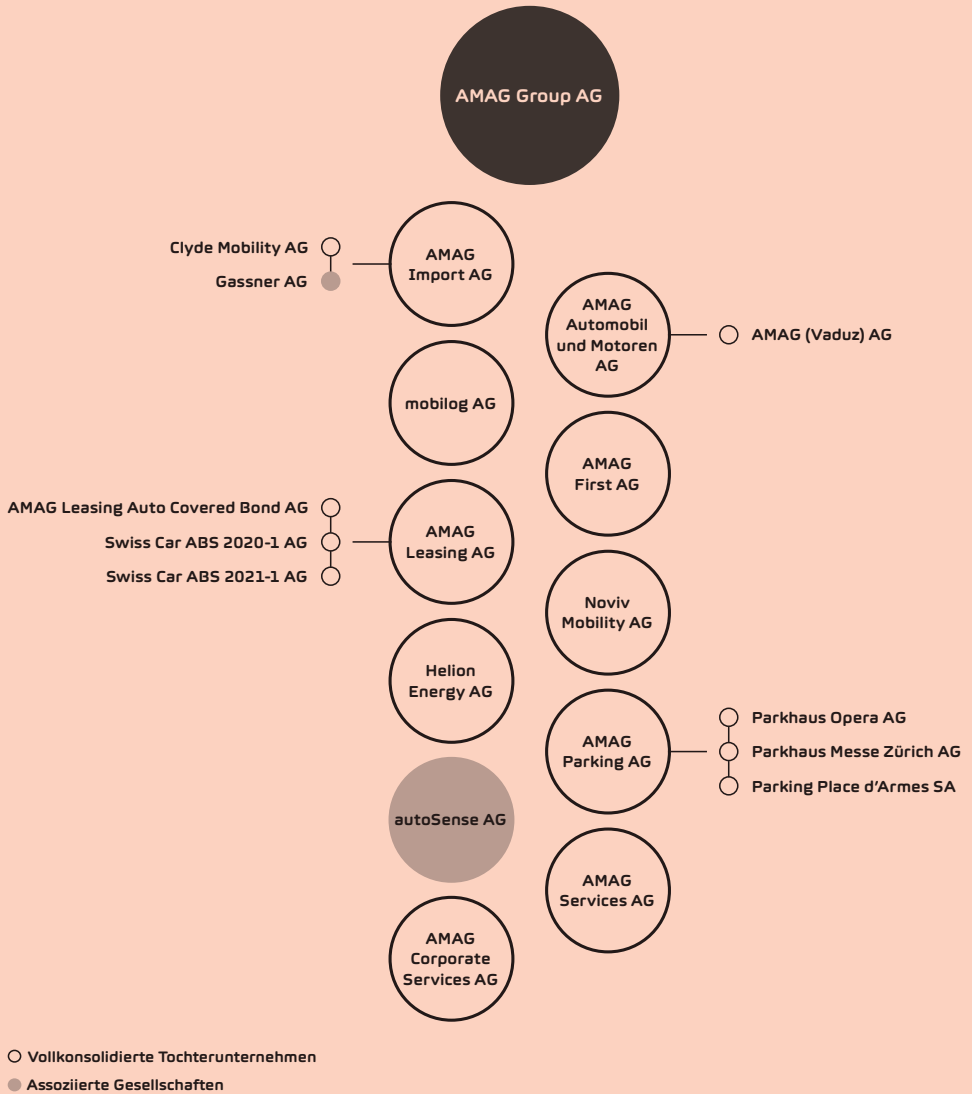 AMAG Group AG
Clyde Mobility AG
Gassner AG
AMAG
Import AG
AMAG
Automobil
und Motoren
AG
AMAG (Vaduz) AG
mobilog AG
AMAG
First AG
AMAG Leasing Auto Covered Bond AG
Swiss Car ABS 2020-1 AG
Swiss Car ABS 2021-1 AG
AMAG
Leasing AG
Noviv
Mobility AG
Helion
Energy AG
AMAG
Parking AG
Parkhaus Opera AG
Parkhaus Messe Zürich AG
Parking Place d’Armes SA
autoSense AG
AMAG
Services AG
AMAG
Corporate
Services AG
Vollkonsolidierte Tochterunternehmen
Assoziierte Gesellschaften